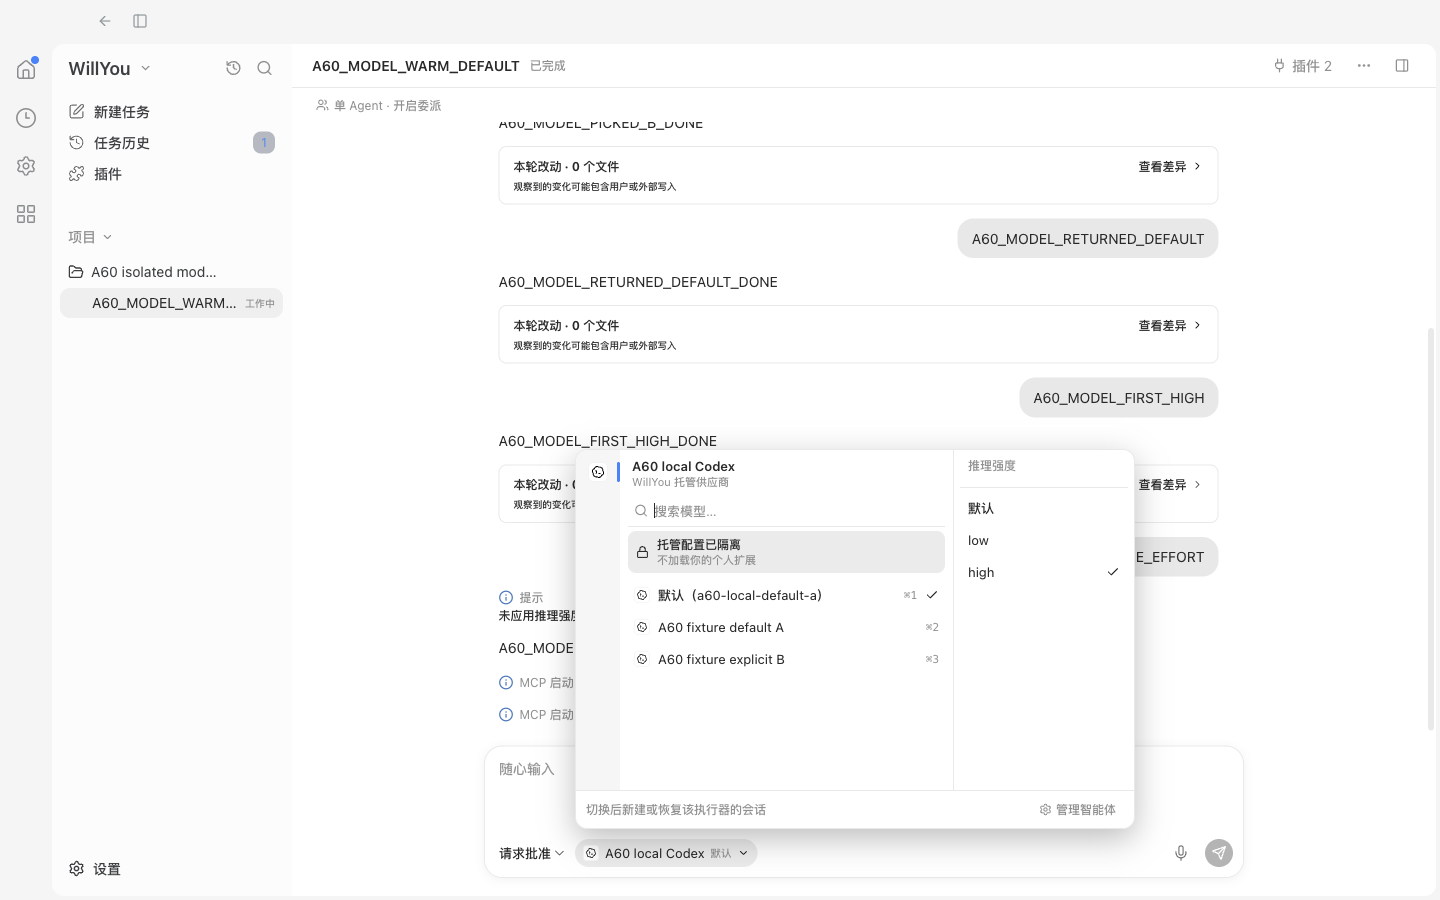 WillYou
新建任务
任务历史
1
插件
项目
A60 isolated mod...
A60_MODEL_WARM...
工作中
设置
A60_MODEL_WARM_DEFAULT 已完成
插件 2
单 Agent · 开启委派
A60_MODEL_PICKED_B_DONE
本轮改动 · 0 个文件
查看差异
观察到的变化可能包含用户或外部写入
A60_MODEL_RETURNED_DEFAULT
A60_MODEL_RETURNED_DEFAULT_DONE
本轮改动 · 0 个文件
查看差异
观察到的变化可能包含用户或外部写入
A60_MODEL_FIRST_HIGH
A60_MODEL_FIRST_HIGH_DONE
本轮改动 ·
查看差异
观察到的变
E_EFFORT
提示
未应用推理强度
A60_MODE
MCP 启动
MCP 启动
A60 local Codex
WillYou 托管供应商
搜索模型...
托管配置已隔离
不加载你的个人扩展
默认（a60-local-default-a） ⌘1
A60 fixture default A ⌘2
A60 fixture explicit B ⌘3
推理强度
默认
low
high
切换后新建或恢复该执行器的会话
管理智能体
随心输入
请求批准
A60 local Codex 默认